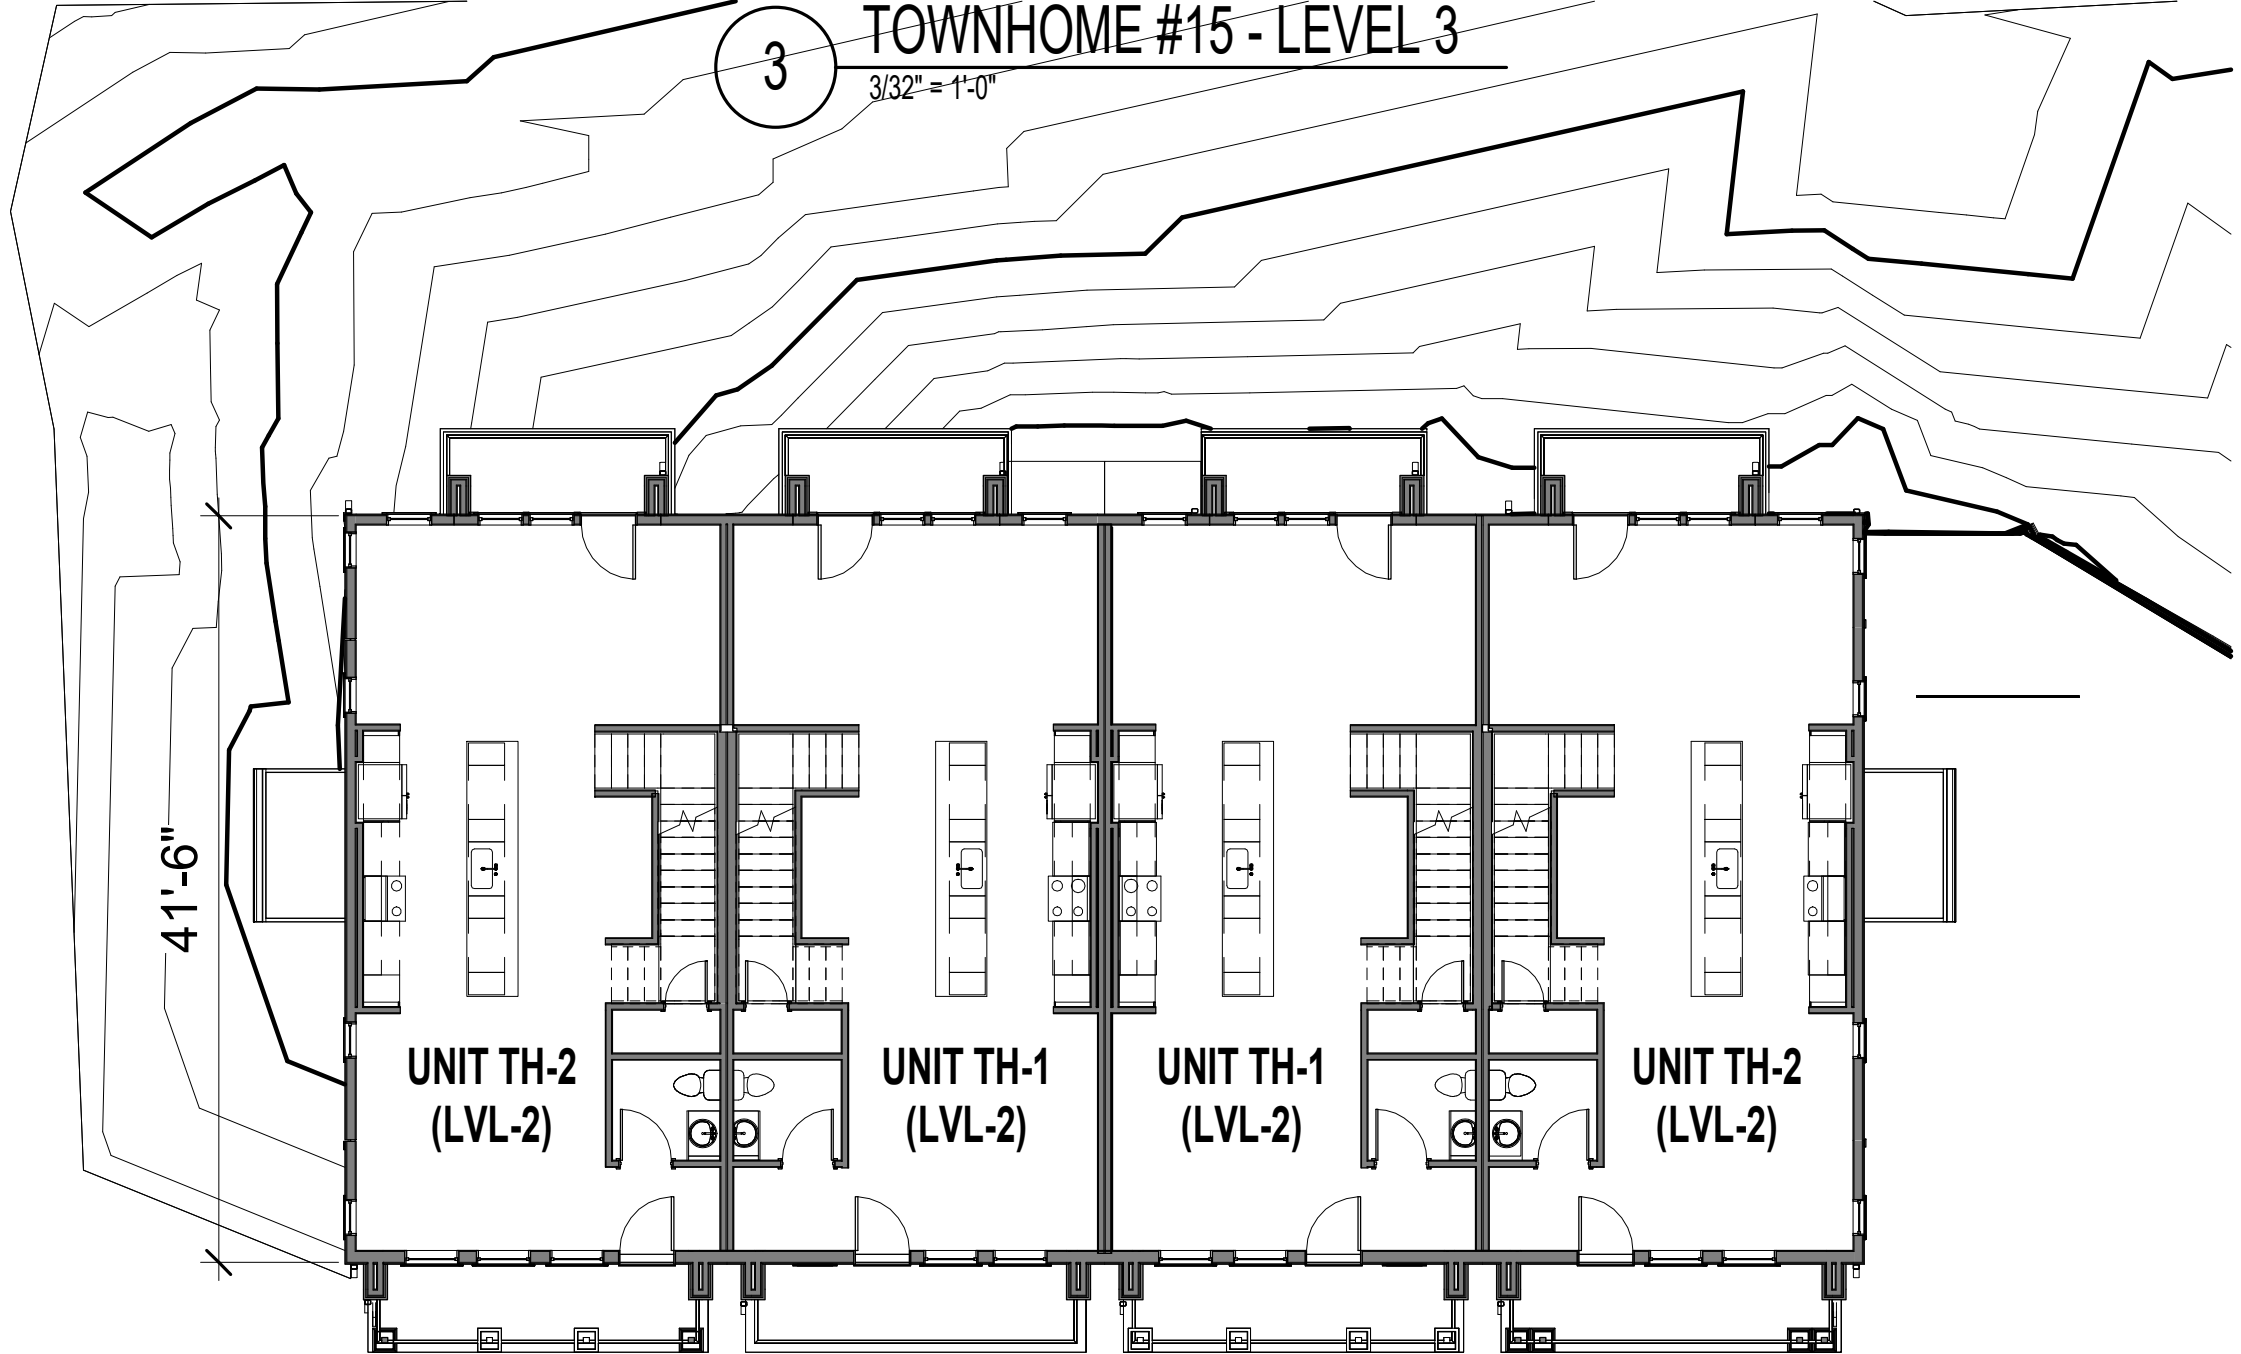 3
TOWNHOME #15 - LEVEL 3
3/32" = 1'-0"
41'-6"
UNIT TH-2
(LVL-2)
UNIT TH-1
(LVL-2)
UNIT TH-1
(LVL-2)
UNIT TH-2
(LVL-2)